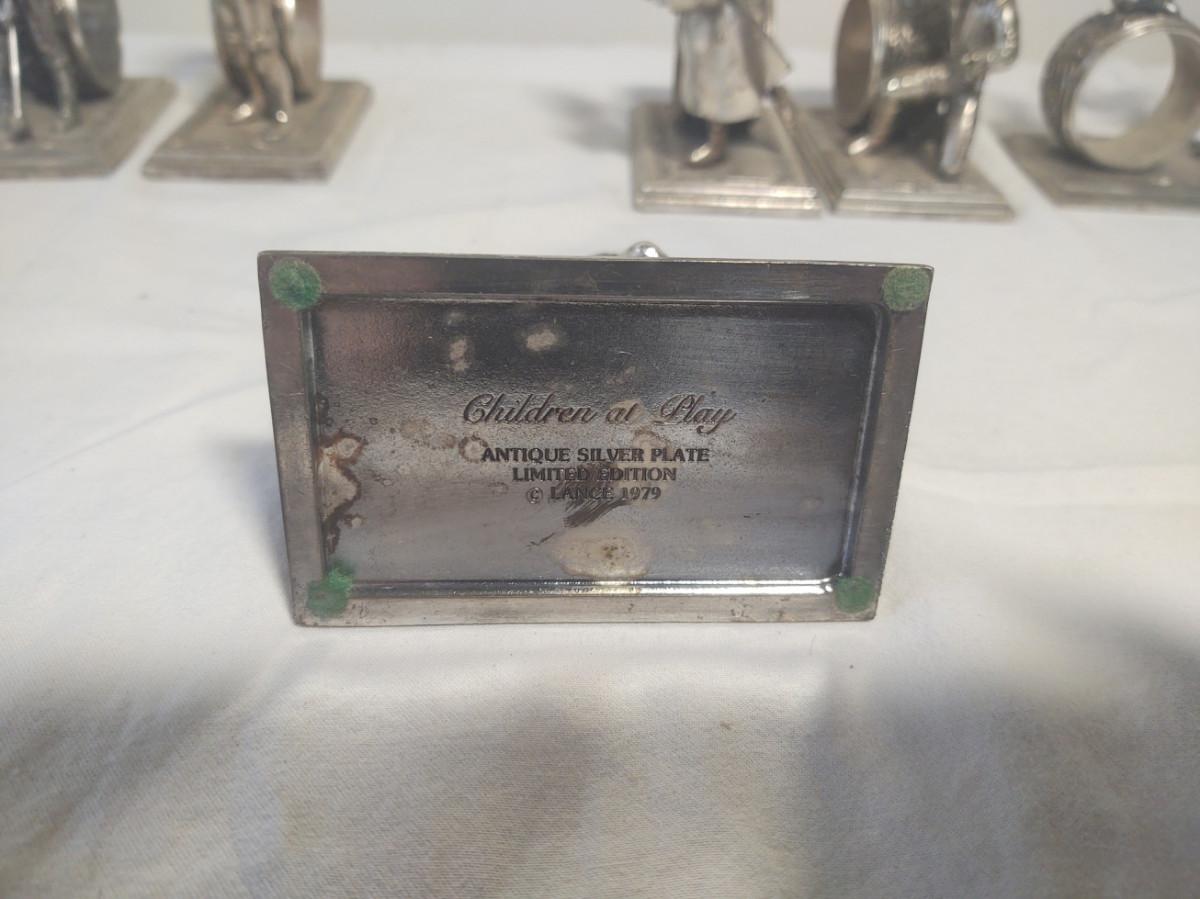 Children at Play
ANTIQUE SILVER PLATE
LIMITED EDITION
© LANCE 1979